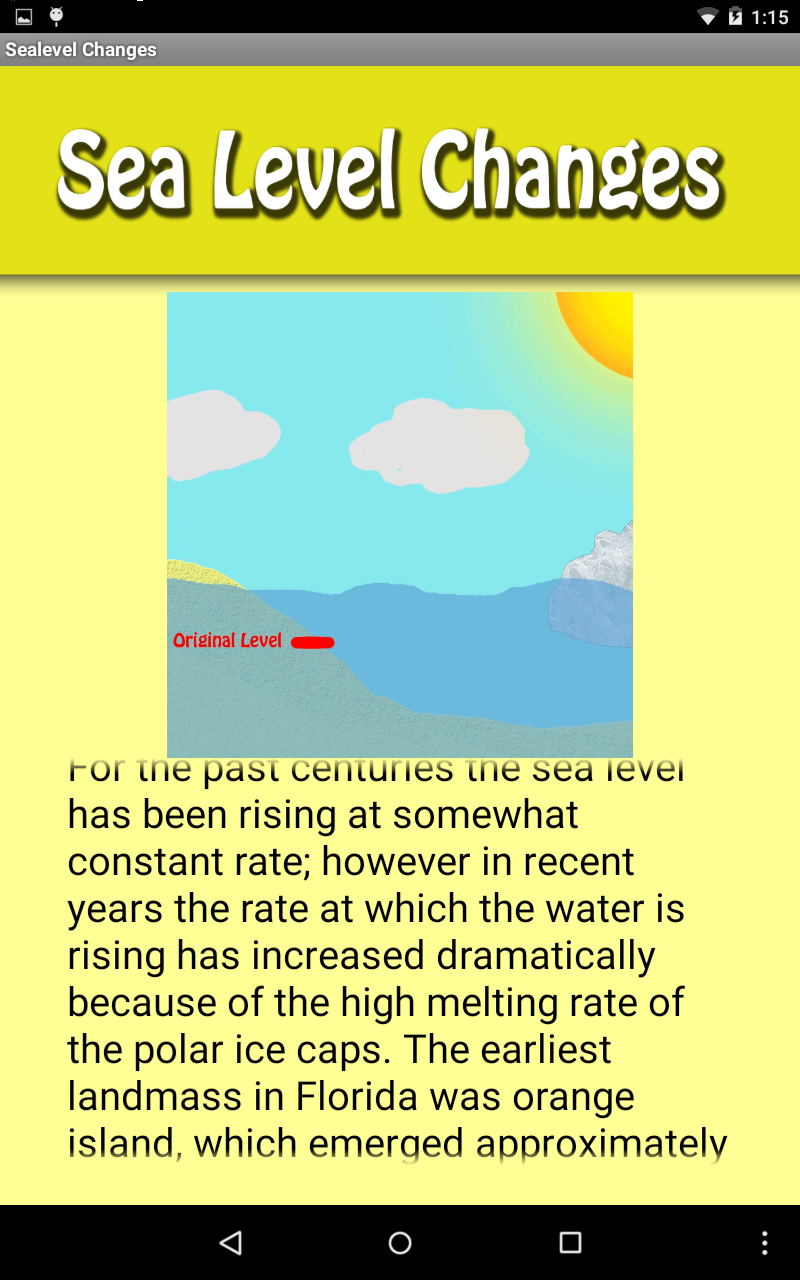 1:15
Sealevel Changes
Sea Level Changes
Original Level
For the past centuries the sea level
has been rising at somewhat
constant rate; however in recent
years the rate at which the water is
rising has increased dramatically
because of the high melting rate of
the polar ice caps. The earliest
landmass in Florida was orange
island, which emerged approximately